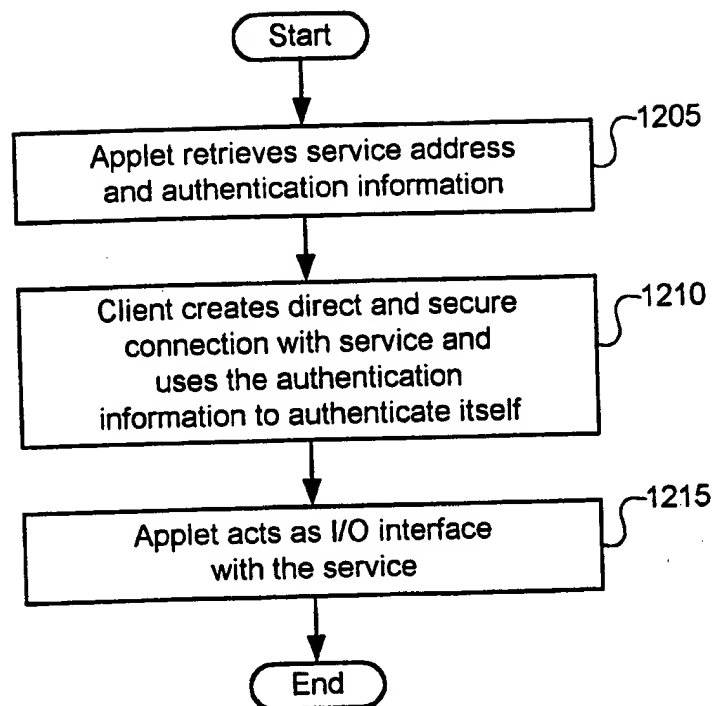 Start
1205
Applet retrieves service address
and authentication information
1210
Client creates direct and secure
connection with service and
uses the authentication
information to authenticate itself
1215
Applet acts as I/O interface
with the service
End